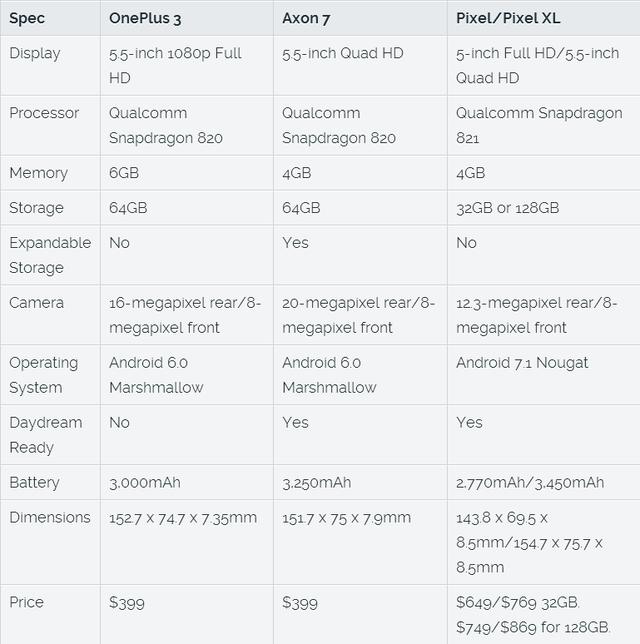 Spec OnePlus 3 Axon 7 Pixel/Pixel XL
Display 5.5-inch 1080p Full 5.5-inch Quad HD 5-inch Full HD/5.5-inch
HD Quad HD
Processor Qualcomm Qualcomm Qualcomm Snapdragon
Snapdragon 820 Snapdragon 820 821
Memory 6GB 4GB 4GB
Storage 64GB 64GB 32GB or 128GB
Expandable No Yes No
Storage
Camera 16-megapixel rear/8- 20-megapixel rear/8- 12.3-megapixel rear/8-
megapixel front megapixel front megapixel front
Operating Android 6.0 Android 6.0 Android 7.1 Nougat
System Marshmallow Marshmallow
Daydream No Yes Yes
Ready
Battery 3,000mAh 3,250mAh 2,770mAh/3,450mAh
Dimensions 152.7 x 74.7 x 7.35mm 151.7 x 75 x 7.9mm 143.8 x 69.5 x
8.5mm/154.7 x 75.7 x
8.5mm
Price $399 $399 $649/$769 32GB.
$749/$869 for 128GB.